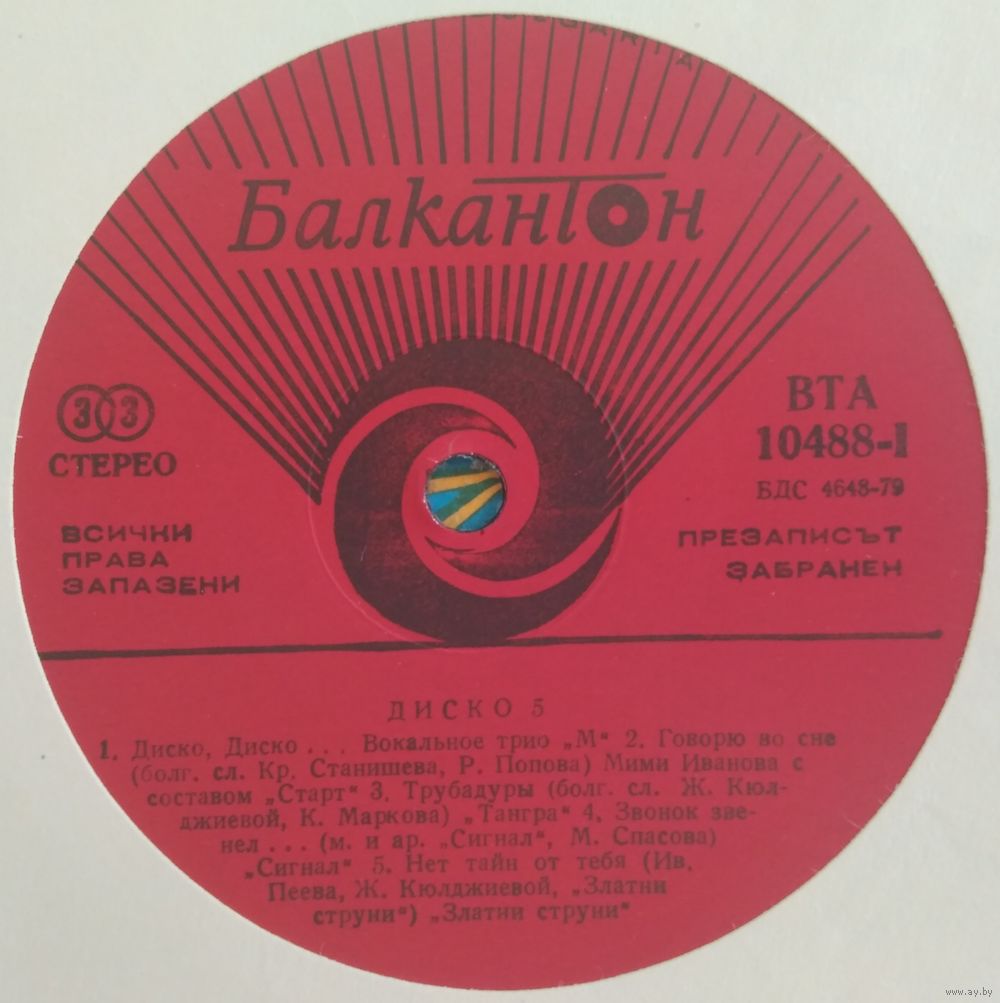 Балкантон
33
СТЕРЕО
ВСИЧКИ
ПРАВА
ЗАПАЗЕНИ
ВТА
10488-I
БДС 4648-79
ПРЕЗАПИСЪТ
ЗАБРАНЕН
ДИСКО 5
1. Диско, Диско . . . Вокальное трио „М“ 2. Говорю во сне
(болг. сл. Кр. Станишева, Р. Попова) Мими Иванова с
составом „Старт“ 3. Трубадуры (болг. сл. Ж. Кюл-
джиевой, К. Маркова) „Тангра“ 4. Звонок зве-
нел . . . (м. и ар. „Сигнал“, М. Спасова)
„Сигнал“ 5. Нет тайн от тебя (Ив.
Пеева, Ж. Кюлджиевой, „Златни
струни“) „Златни струни“
www.ay.by